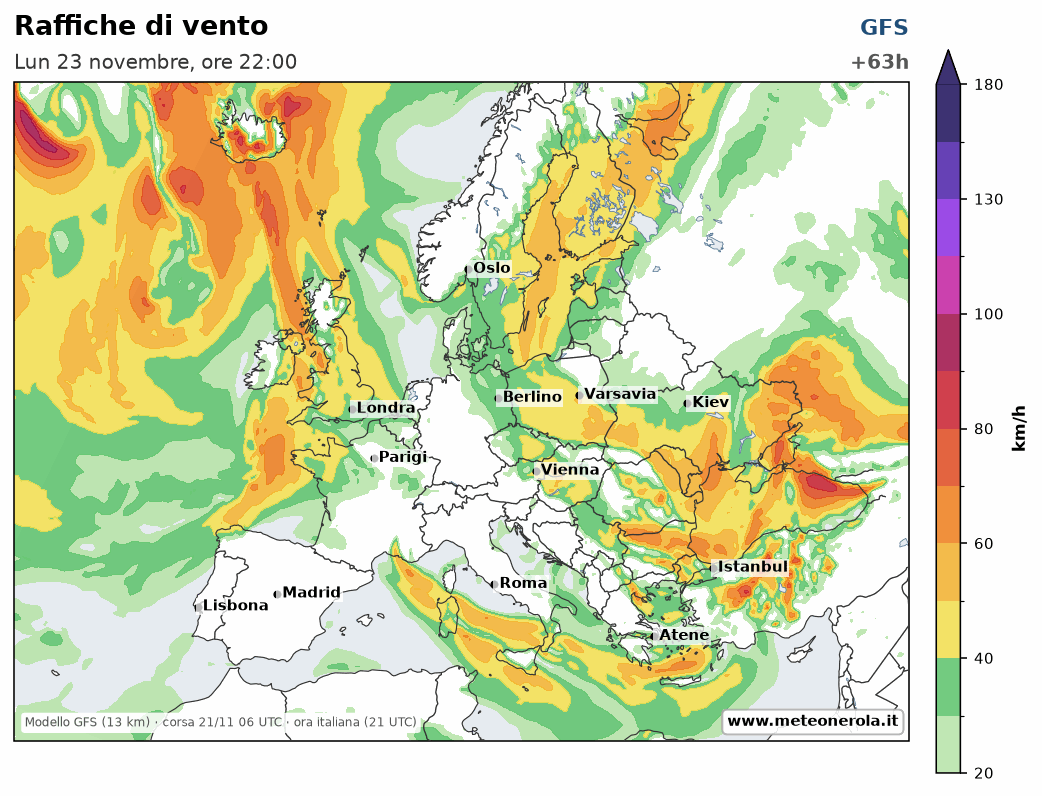 Raffiche di vento
GFS
Lun 23 novembre, ore 22:00
+63h
180
130
100
80
60
40
20
km/h
Oslo
Londra
Berlino
Varsavia
Kiev
Parigi
Vienna
Istanbul
Roma
Madrid
Lisbona
Atene
Modello GFS (13 km) · corsa 21/11 06 UTC · ora italiana (21 UTC)
www.meteonerola.it